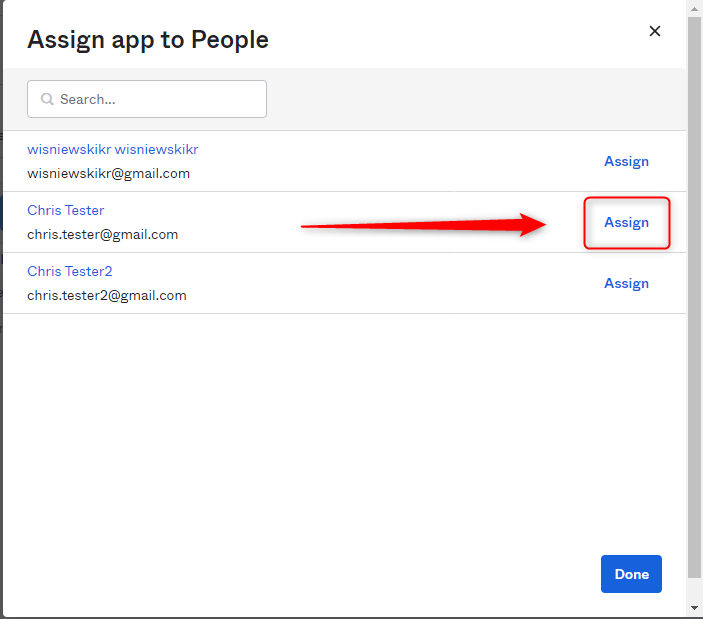 Assign app to People
Search...
wisniewskikr wisniewskikr
wisniewskikr@gmail.com
Assign
Chris Tester
chris.tester@gmail.com
Assign
Chris Tester2
chris.tester2@gmail.com
Assign
Done